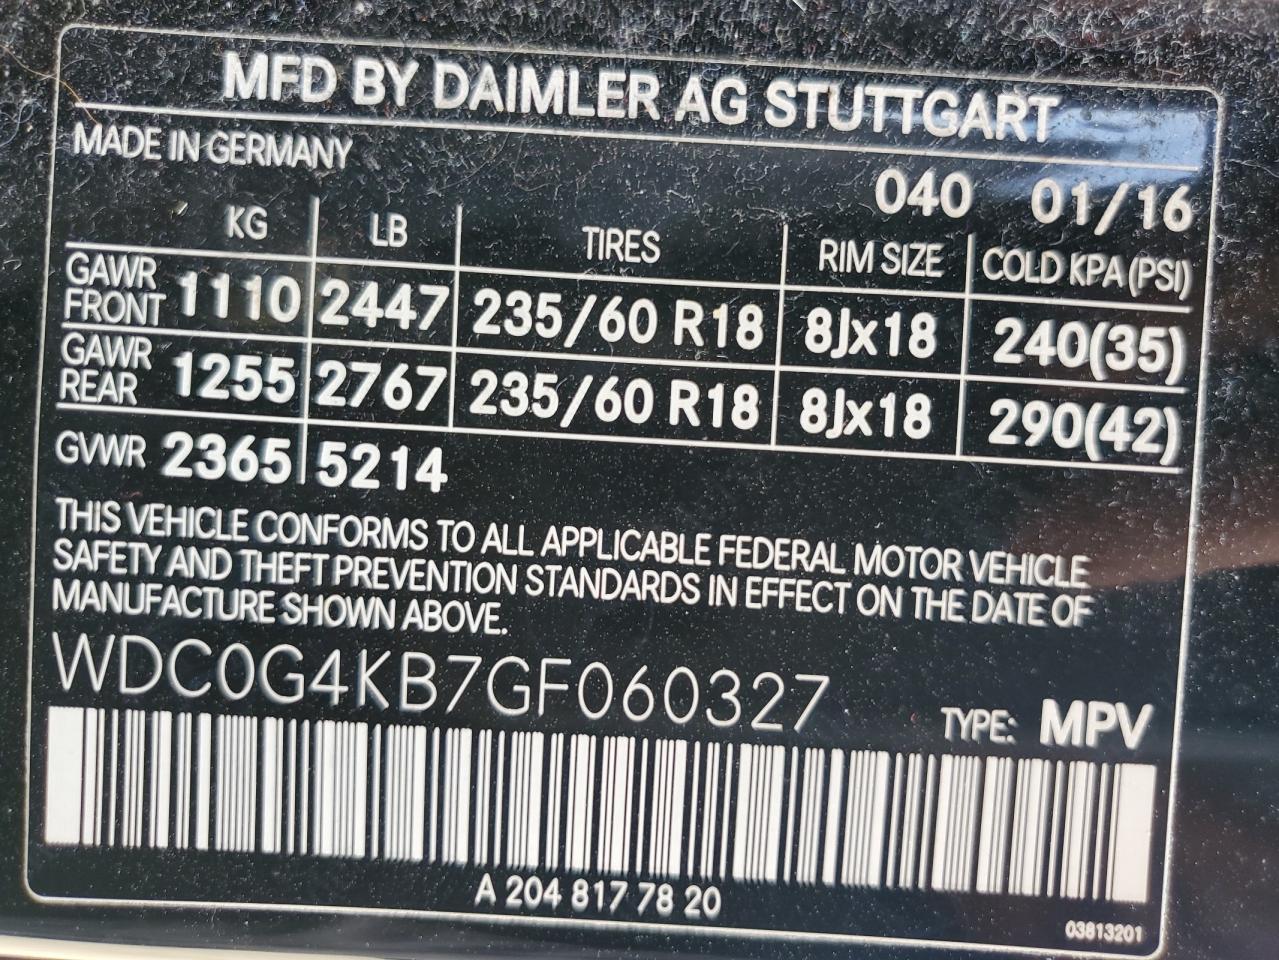 MFD BY DAIMLER AG STUTTGART
MADE IN GERMANY
040 01/16
KG LB TIRES RIM SIZE COLD KPA (PSI)
GAWR FRONT 1110 2447 235/60 R18 8Jx18 240(35)
GAWR REAR 1255 2767 235/60 R18 8Jx18 290(42)
GVWR 2365 5214
THIS VEHICLE CONFORMS TO ALL APPLICABLE FEDERAL MOTOR VEHICLE
SAFETY AND THEFT PREVENTION STANDARDS IN EFFECT ON THE DATE OF
MANUFACTURE SHOWN ABOVE.
WDC0G4KB7GF060327
TYPE: MPV
A 204 817 78 20
03813201